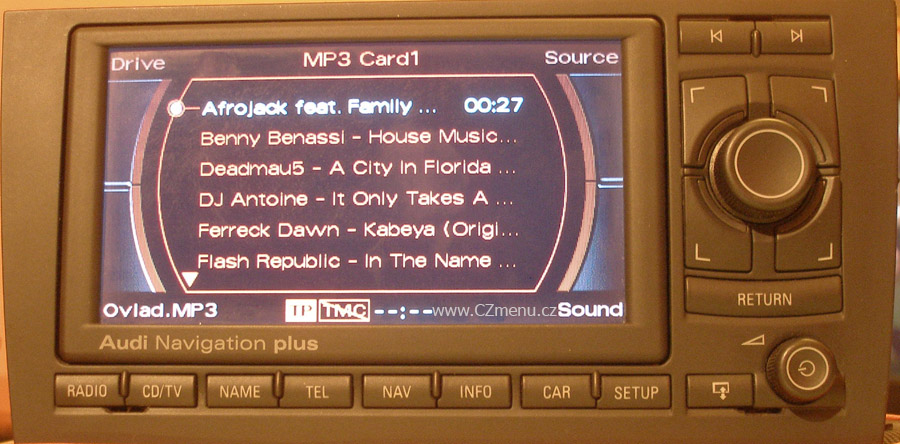 Drive MP3 Card1 Source
Afrojack feat. Family ... 00:27
Benny Benassi - House Music...
Deadmau5 - A City In Florida ...
DJ Antoine - It Only Takes A ...
Ferreck Dawn - Kabeya (Origi...
Flash Republic - In The Name ...
Ovlad.MP3 TP TMC --:-- www.CZmenu.cz Sound
Audi Navigation plus
RETURN
RADIO CD/TV NAME TEL NAV INFO CAR SETUP